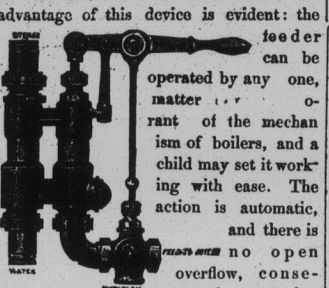 advantage of this device is evident: the
STEAM
feeder
can be
operated by any one,
matter o-
rant of the mechan
ism of boilers, and a
child may set it work-
ing with ease. The
action is automatic,
and there is
no open
WATER
overflow, conse-